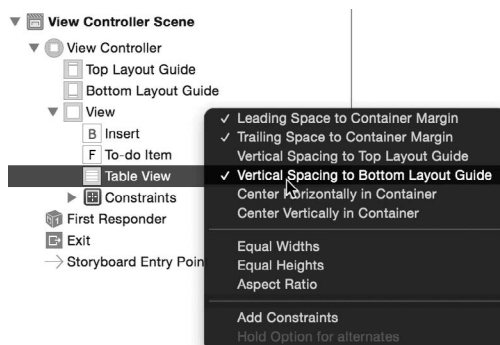 View Controller Scene
View Controller
Top Layout Guide
Bottom Layout Guide
View
B Insert
F To-do Item
Table View
Constraints
First Responder
Exit
Storyboard Entry Poin
✓ Leading Space to Container Margin
✓ Trailing Space to Container Margin
Vertical Spacing to Top Layout Guide
✓ Vertical Spacing to Bottom Layout Guide
Center Horizontally in Container
Center Vertically in Container
Equal Widths
Equal Heights
Aspect Ratio
Add Constraints
Hold Option for alternates